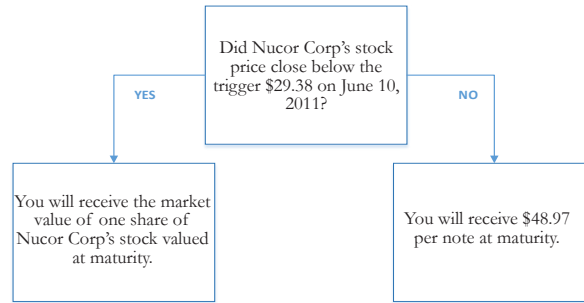 Did Nucor Corp's stock
price close below the
trigger $29.38 on June 10,
2011?
YES
NO
You will receive the market
value of one share of
Nucor Corp's stock valued
at maturity.
You will receive $48.97
per note at maturity.